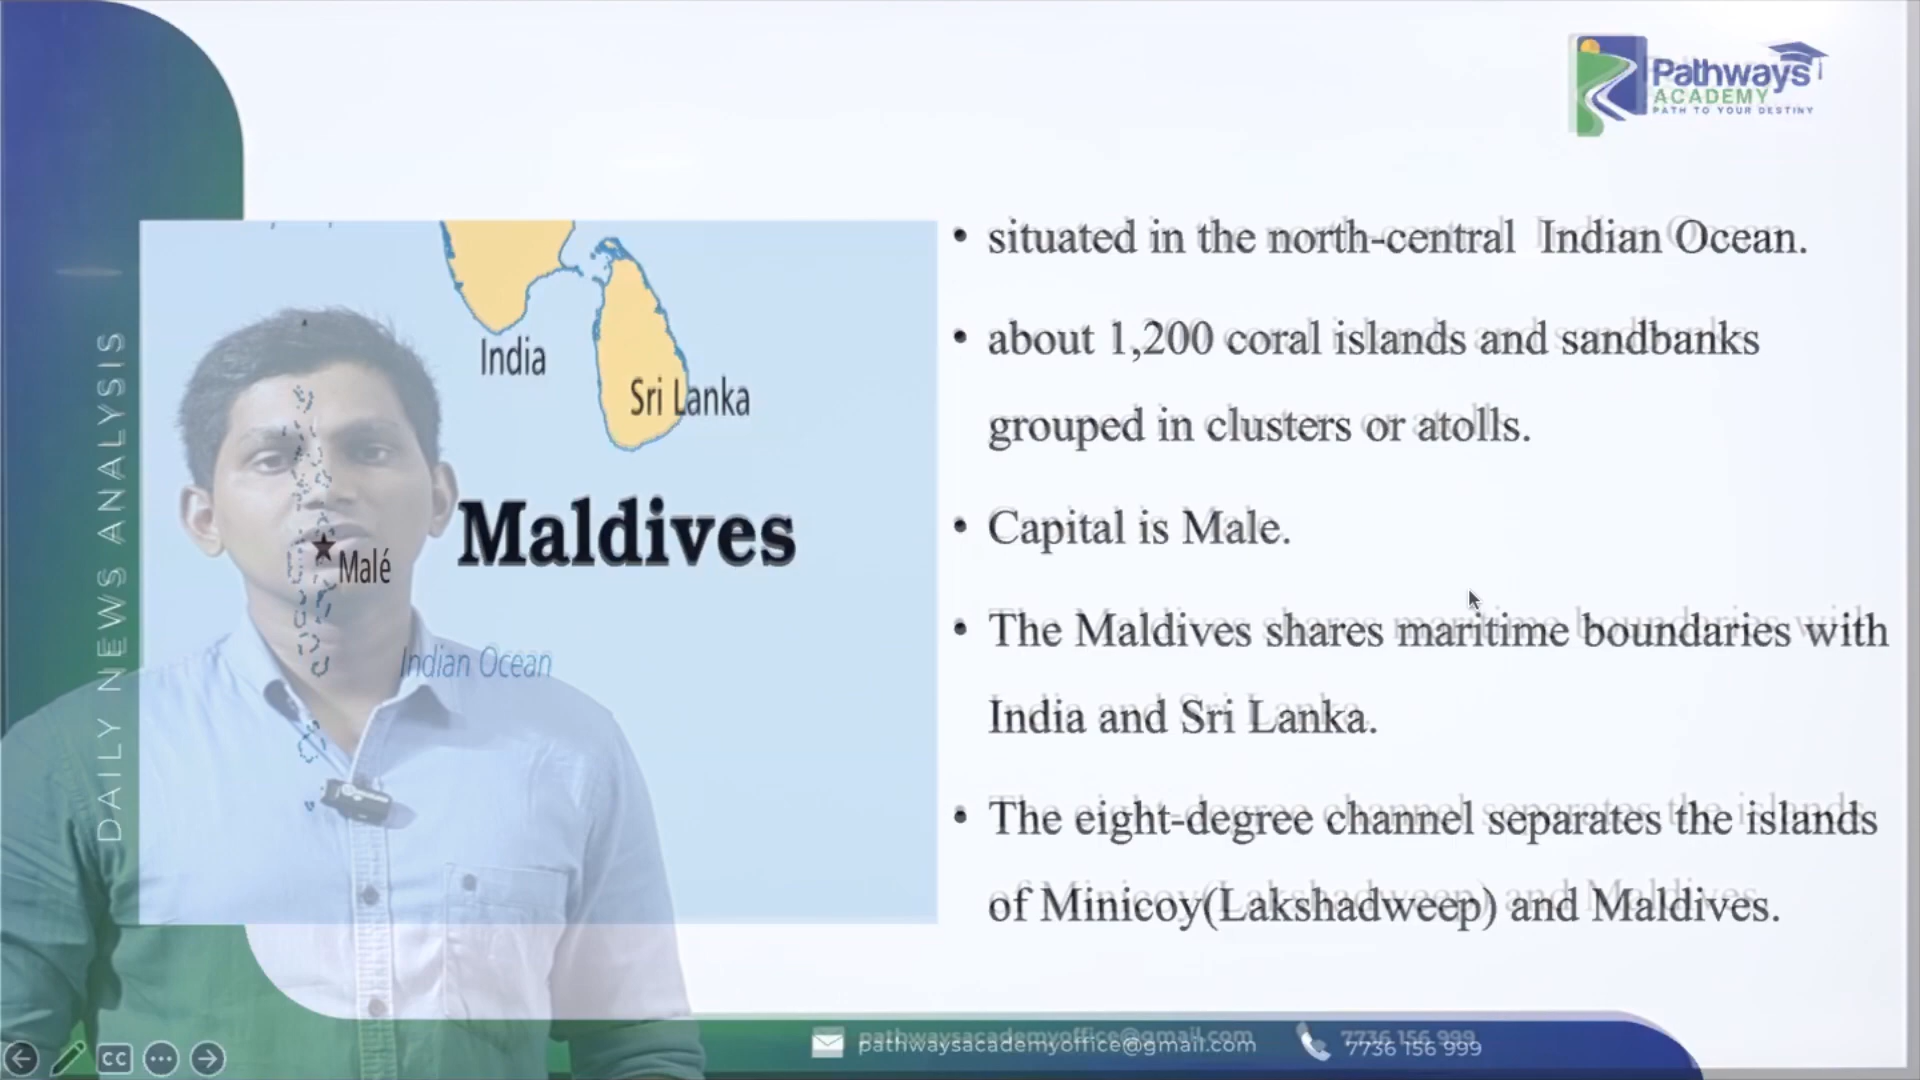 Pathways
ACADEMY
PATH TO YOUR DESTINY
DAILY NEWS ANALYSIS
India
Sri Lanka
Maldives
Malé
Indian Ocean
• situated in the north-central Indian Ocean.
• about 1,200 coral islands and sandbanks
grouped in clusters or atolls.
• Capital is Male.
• The Maldives shares maritime boundaries with
India and Sri Lanka.
• The eight-degree channel separates the islands
of Minicoy(Lakshadweep) and Maldives.
pathwaysacademyoffice@gmail.com
7736 156 999
CC